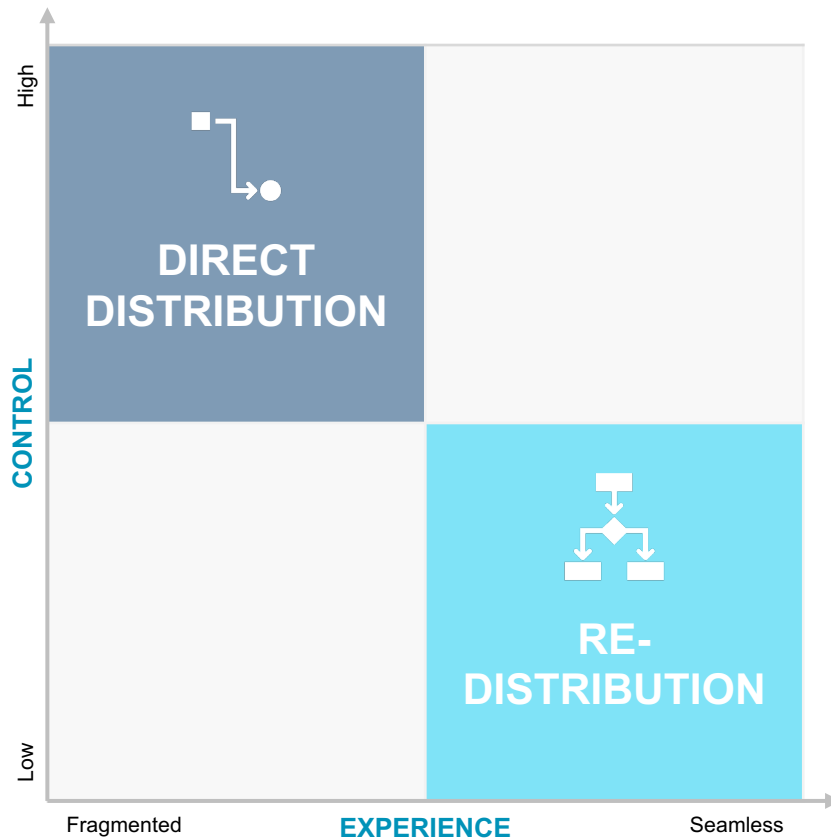 High
DIRECT
DISTRIBUTION
CONTROL
RE-
DISTRIBUTION
Low
Fragmented
EXPERIENCE
Seamless